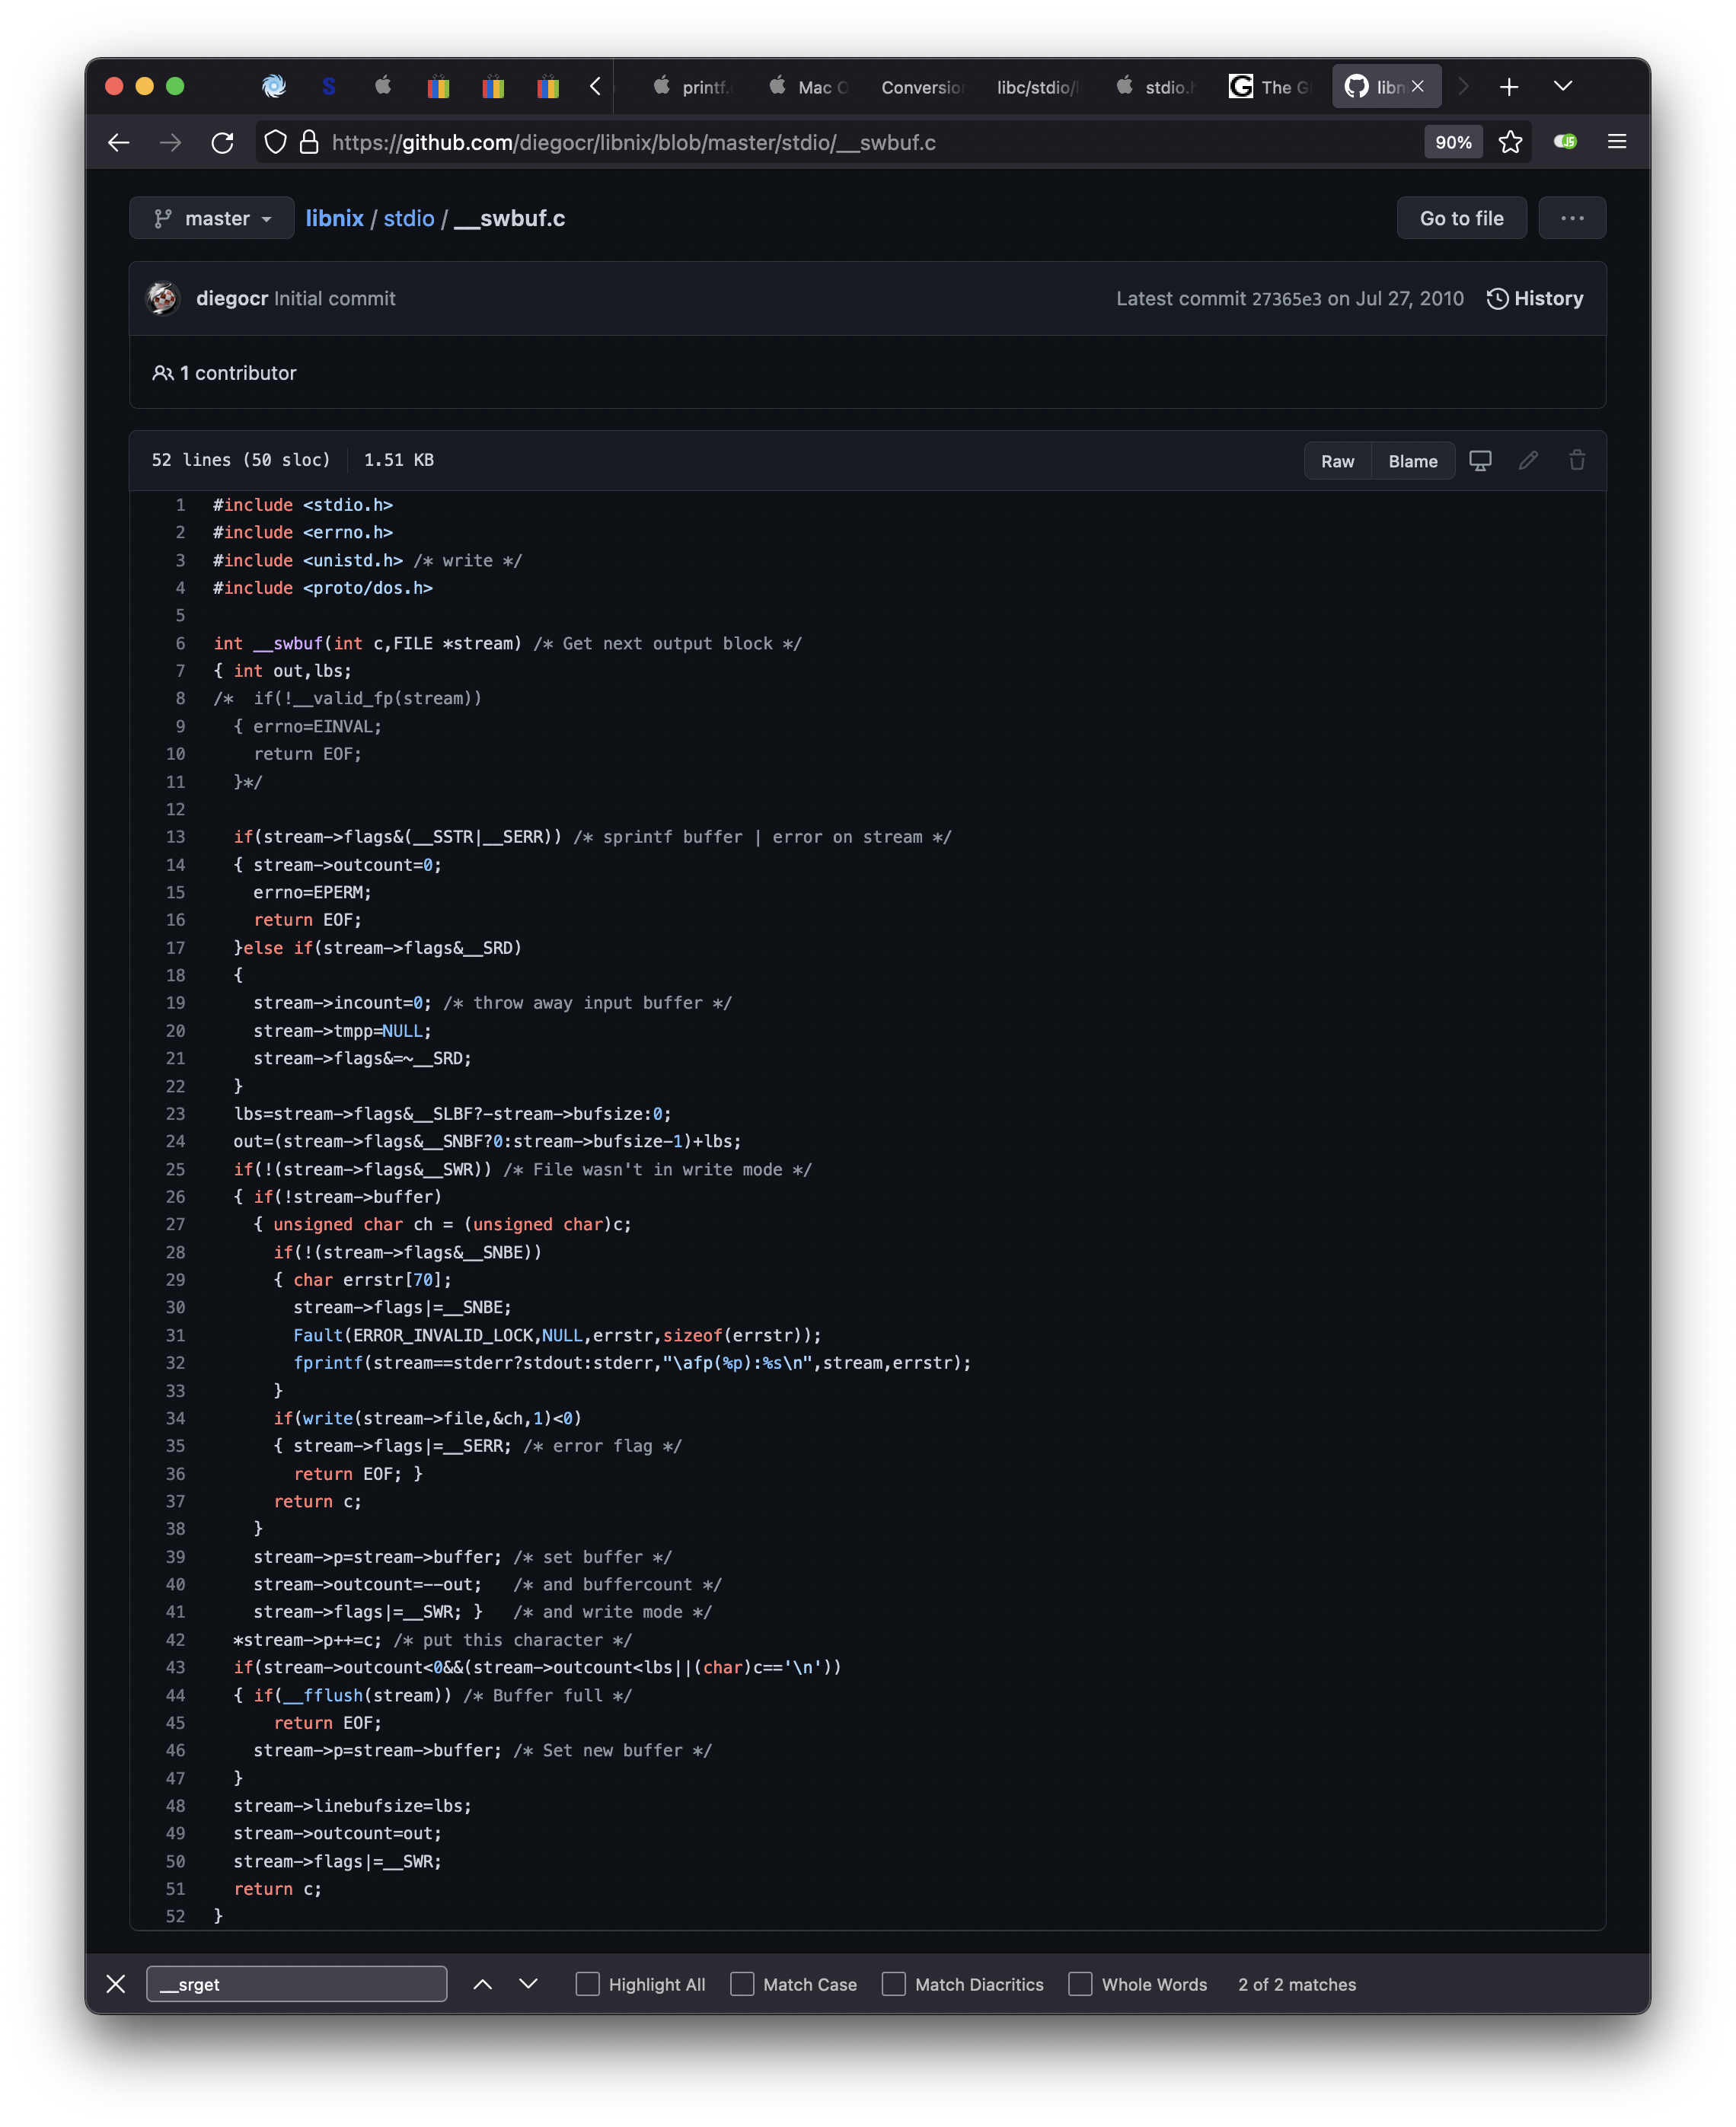 printf.
Mac O
Conversion
libc/stdio/
stdio.h
The G
libn
https://github.com/diegocr/libnix/blob/master/stdio/__swbuf.c
90%
master
libnix / stdio / __swbuf.c
Go to file
diegocr Initial commit
Latest commit 27365e3 on Jul 27, 2010
History
1 contributor
52 lines (50 sloc)
1.51 KB
Raw
Blame
1 #include <stdio.h>
2 #include <errno.h>
3 #include <unistd.h> /* write */
4 #include <proto/dos.h>
5
6 int __swbuf(int c,FILE *stream) /* Get next output block */
7 { int out,lbs;
8 /*  if(!__valid_fp(stream))
9   { errno=EINVAL;
10     return EOF;
11   }*/
12
13   if(stream->flags&(__SSTR|__SERR)) /* sprintf buffer | error on stream */
14   { stream->outcount=0;
15     errno=EPERM;
16     return EOF;
17   }else if(stream->flags&__SRD)
18   {
19     stream->incount=0; /* throw away input buffer */
20     stream->tmpp=NULL;
21     stream->flags&=~__SRD;
22   }
23   lbs=stream->flags&__SLBF?-stream->bufsize:0;
24   out=(stream->flags&__SNBF?0:stream->bufsize-1)+lbs;
25   if(!(stream->flags&__SWR)) /* File wasn't in write mode */
26   { if(!stream->buffer)
27     { unsigned char ch = (unsigned char)c;
28       if(!(stream->flags&__SNBE))
29       { char errstr[70];
30         stream->flags|=__SNBE;
31         Fault(ERROR_INVALID_LOCK,NULL,errstr,sizeof(errstr));
32         fprintf(stream==stderr?stdout:stderr,"\afp(%p):%s\n",stream,errstr);
33       }
34       if(write(stream->file,&ch,1)<0)
35       { stream->flags|=__SERR; /* error flag */
36         return EOF; }
37       return c;
38     }
39     stream->p=stream->buffer; /* set buffer */
40     stream->outcount=--out;   /* and buffercount */
41     stream->flags|=__SWR; }   /* and write mode */
42   *stream->p++=c; /* put this character */
43   if(stream->outcount<0&&(stream->outcount<lbs||(char)c=='\n'))
44   { if(__fflush(stream)) /* Buffer full */
45       return EOF;
46     stream->p=stream->buffer; /* Set new buffer */
47   }
48   stream->linebufsize=lbs;
49   stream->outcount=out;
50   stream->flags|=__SWR;
51   return c;
52 }
__srget
Highlight All
Match Case
Match Diacritics
Whole Words
2 of 2 matches